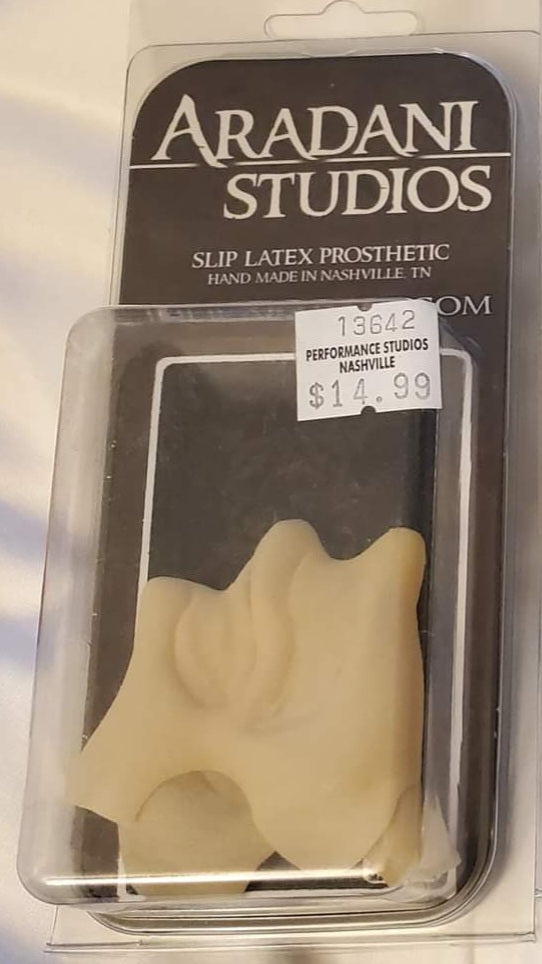 ARADANI
STUDIOS
SLIP LATEX PROSTHETIC
HAND MADE IN NASHVILLE, TN
.COM
13642
PERFORMANCE STUDIOS
NASHVILLE
$14.99